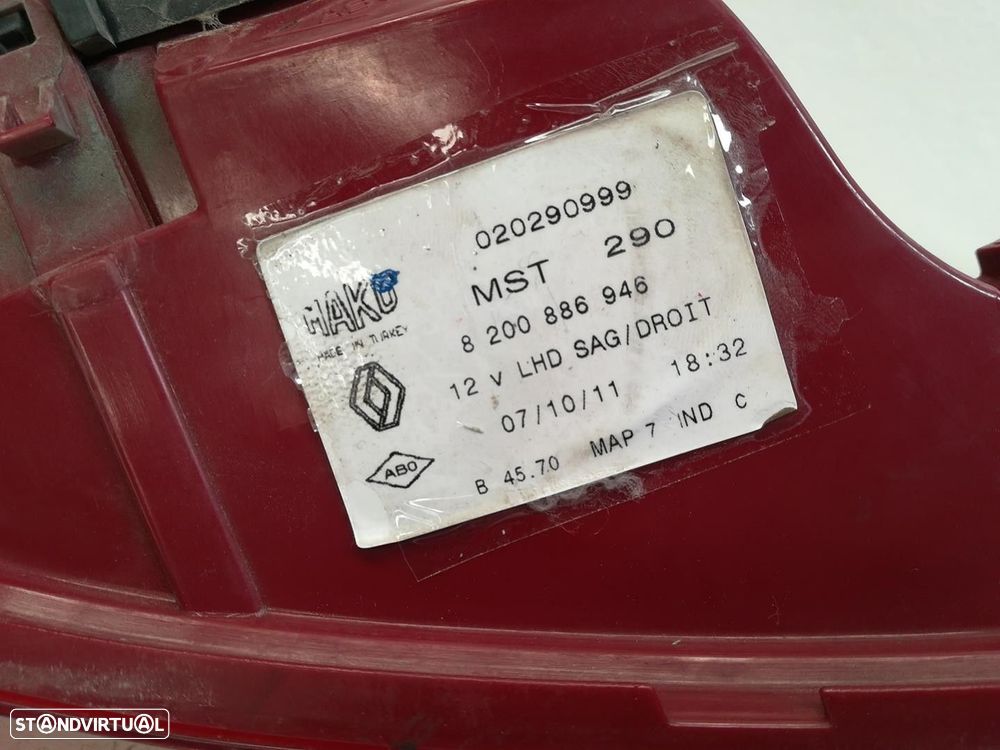 020290999
MST 290
MAKO
MADE IN TURKEY
8 200 886 946
12 V LHD SAG/DROIT
07/10/11 18:32
ABO
B 45.70 MAP 7 IND C
STANDVIRTUAL